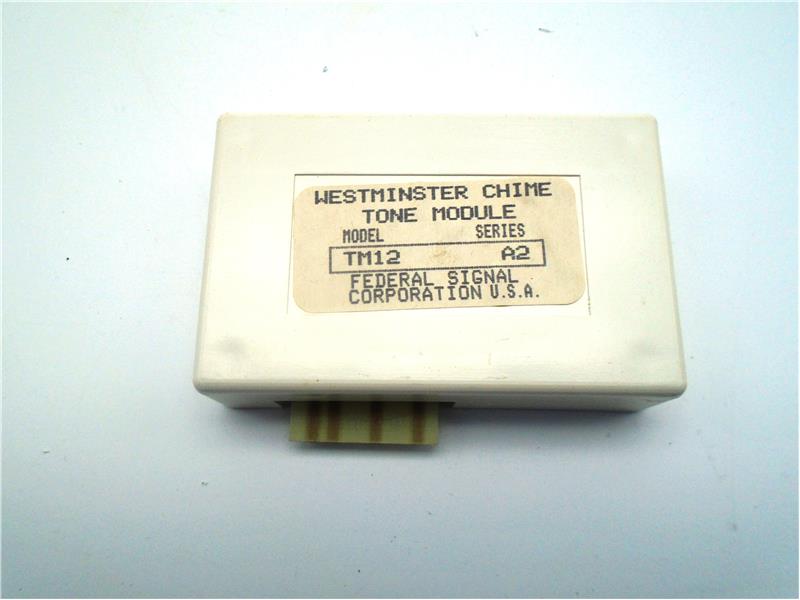 WESTMINSTER CHIME
TONE MODULE
MODEL SERIES
TM12 A2
FEDERAL SIGNAL
CORPORATION U.S.A.